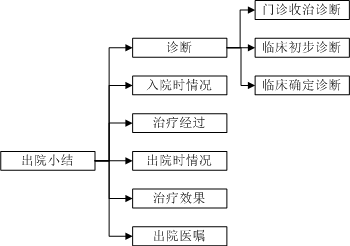 门诊收治诊断
诊断
临床初步诊断
入院时情况
临床确定诊断
治疗经过
出院小结
出院时情况
治疗效果
出院医嘱